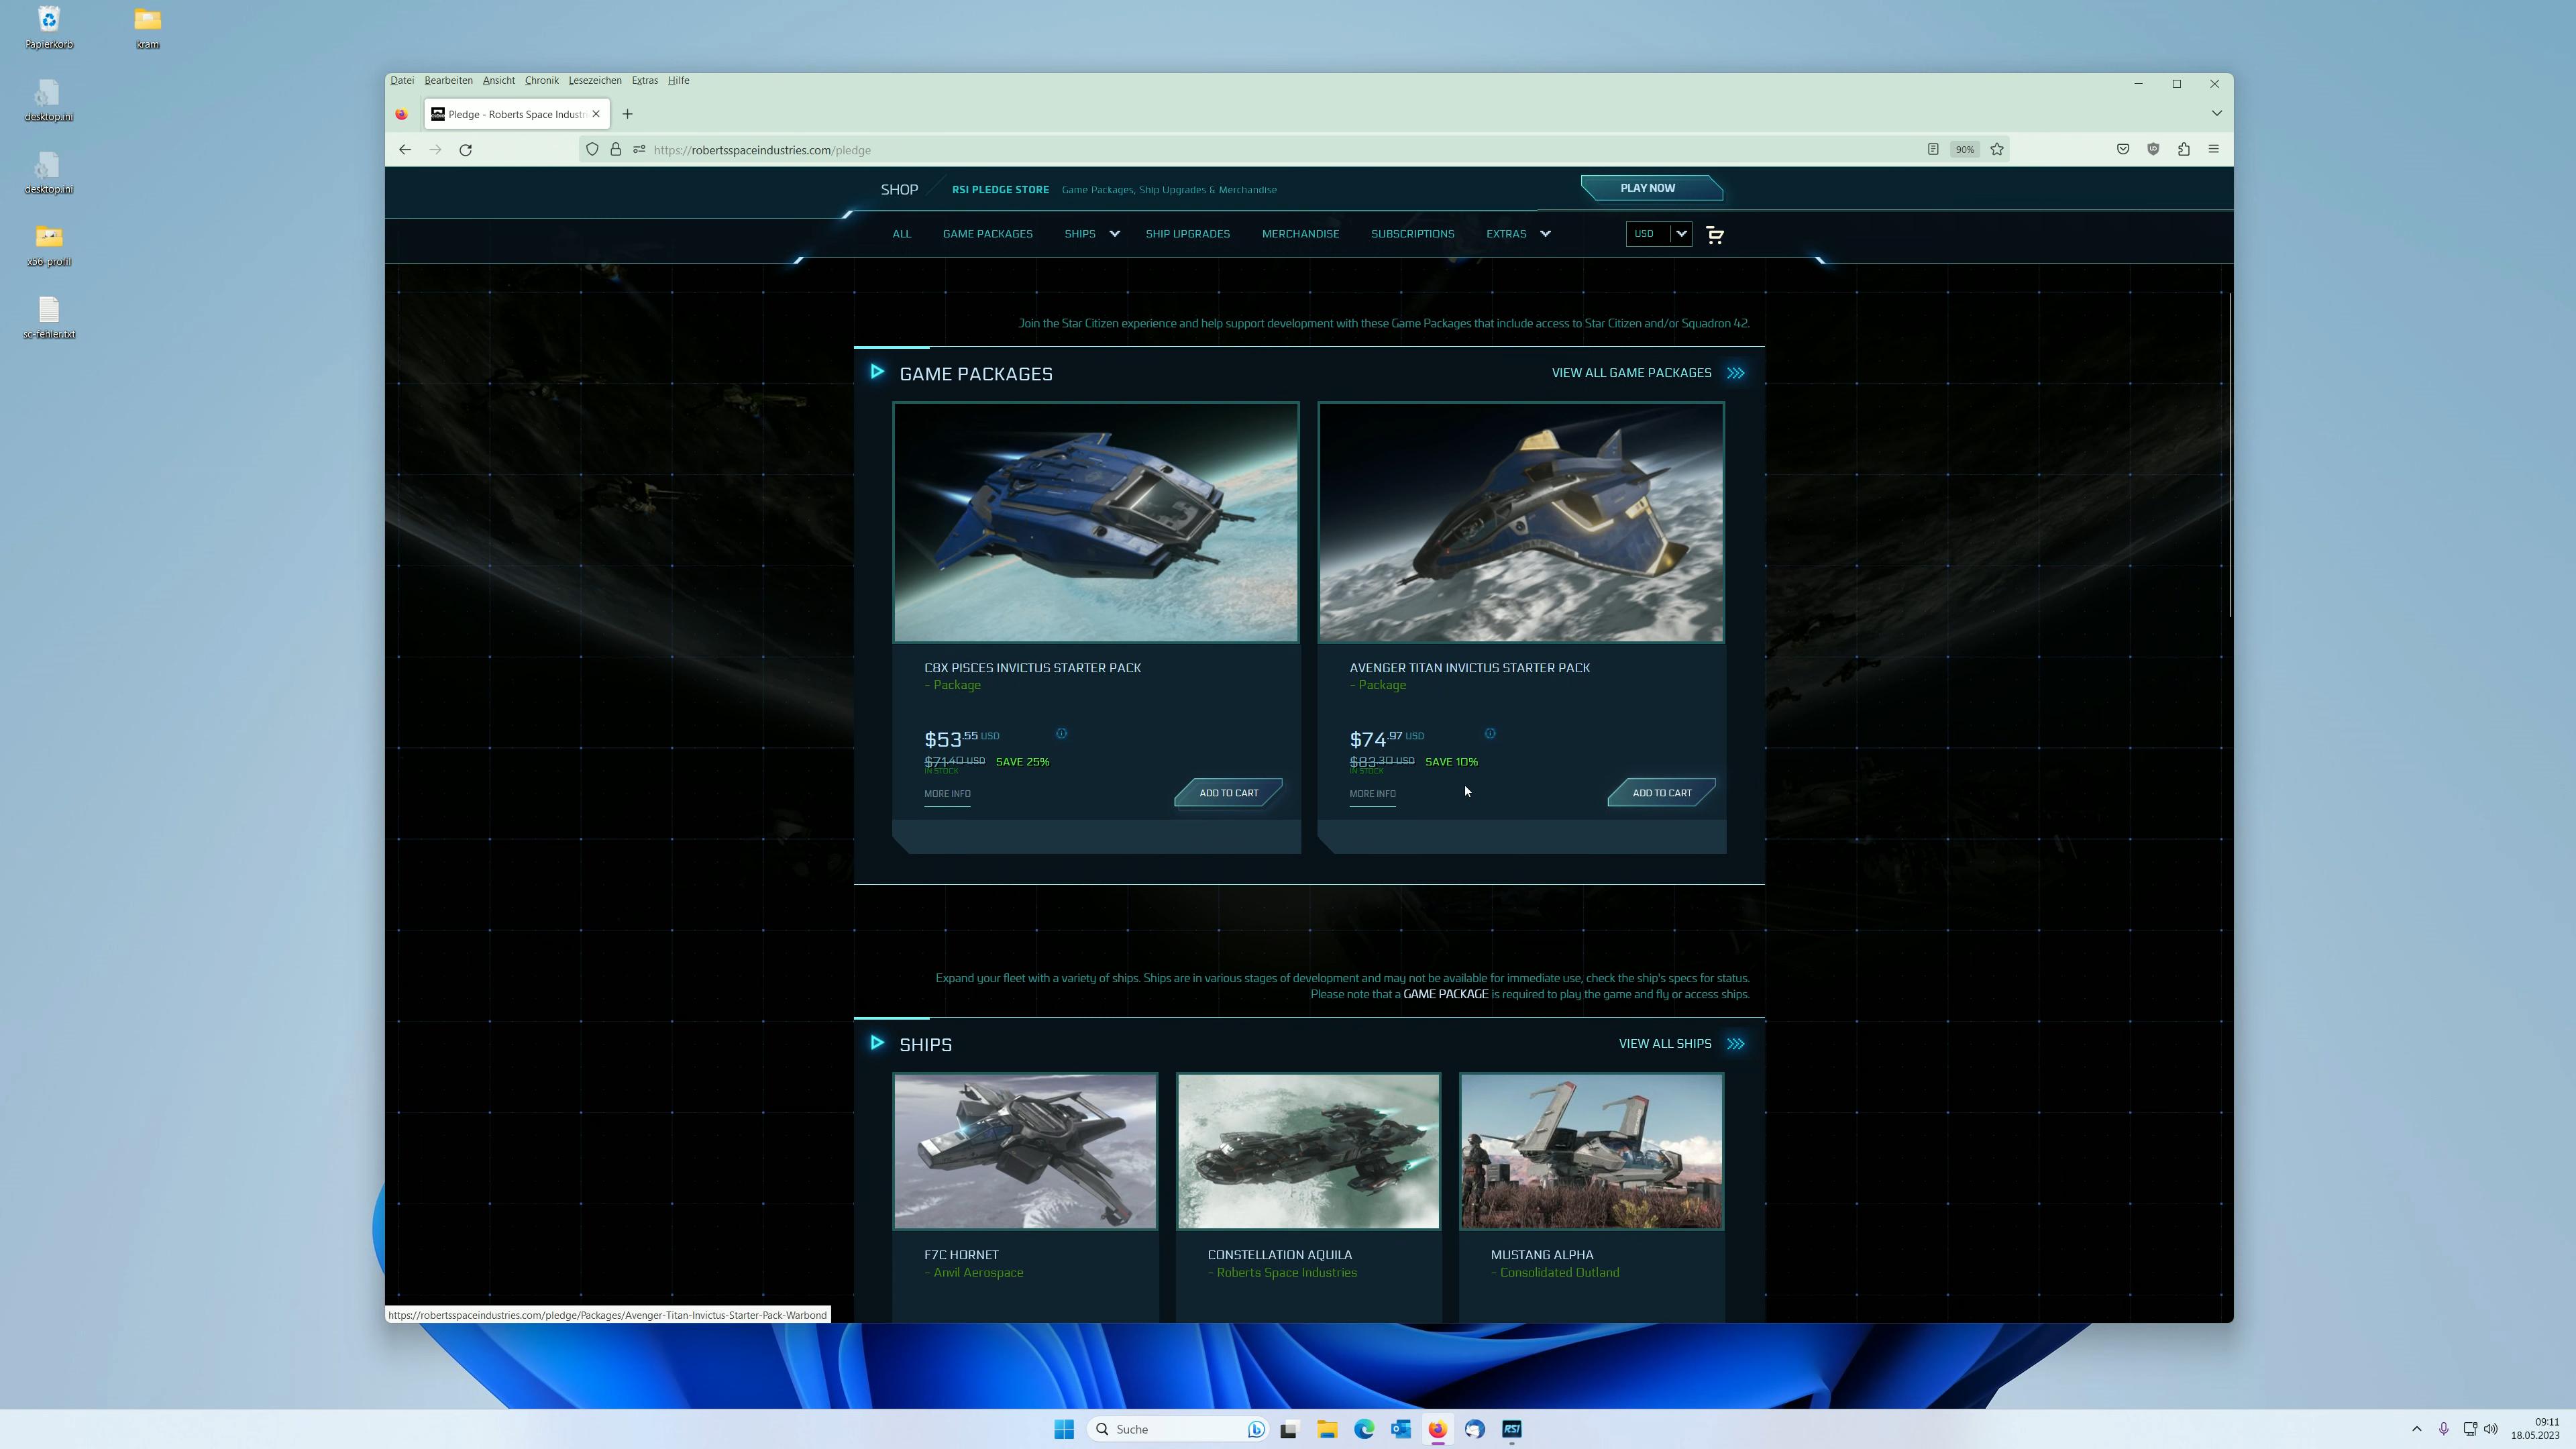 Papierkorb
kram
desktop.ini
desktop.ini
x56-profil
sc-fehler.txt
Datei Bearbeiten Ansicht Chronik Lesezeichen Extras Hilfe
Pledge - Roberts Space Industri
https://robertsspaceindustries.com/pledge
90%
SHOP RSI PLEDGE STORE Game Packages, Ship Upgrades & Merchandise PLAY NOW
ALL GAME PACKAGES SHIPS SHIP UPGRADES MERCHANDISE SUBSCRIPTIONS EXTRAS USD
Join the Star Citizen experience and help support development with these Game Packages that include access to Star Citizen and/or Squadron 42.
GAME PACKAGES VIEW ALL GAME PACKAGES
C8X PISCES INVICTUS STARTER PACK
- Package
$53.55 USD
$71.40 USD SAVE 25%
IN STOCK
MORE INFO ADD TO CART
AVENGER TITAN INVICTUS STARTER PACK
- Package
$74.97 USD
$83.30 USD SAVE 10%
IN STOCK
MORE INFO ADD TO CART
Expand your fleet with a variety of ships. Ships are in various stages of development and may not be available for immediate use, check the ship's specs for status.
Please note that a GAME PACKAGE is required to play the game and fly or access ships.
SHIPS VIEW ALL SHIPS
F7C HORNET
- Anvil Aerospace
CONSTELLATION AQUILA
- Roberts Space Industries
MUSTANG ALPHA
- Consolidated Outland
https://robertsspaceindustries.com/pledge/Packages/Avenger-Titan-Invictus-Starter-Pack-Warbond
Suche
RSI
09:11
18.05.2023